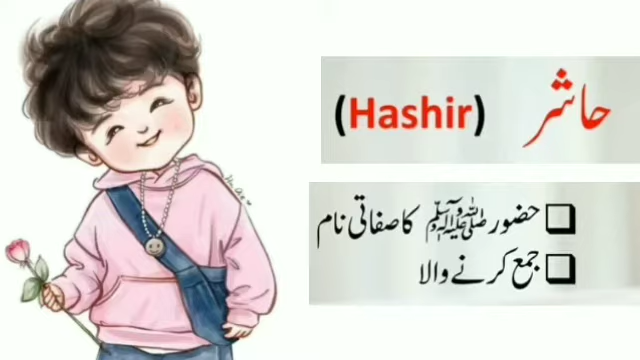 حاشر (Hashir)
حضور ﷺ کا صفاتی نام
جمع کرنے والا